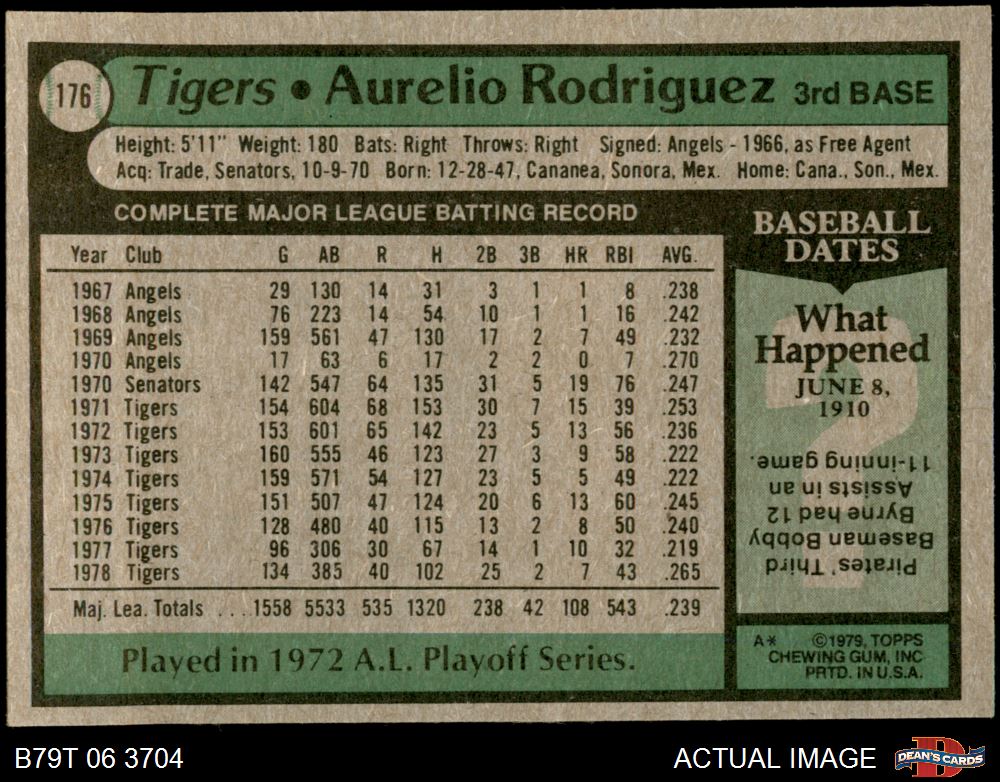 176
Tigers • Aurelio Rodriguez 3rd BASE
Height: 5'11" Weight: 180 Bats: Right Throws: Right Signed: Angels - 1966, as Free Agent
Acq: Trade, Senators, 10-9-70 Born: 12-28-47, Cananea, Sonora, Mex. Home: Cana., Son., Mex.
COMPLETE MAJOR LEAGUE BATTING RECORD
Year Club G AB R H 2B 3B HR RBI AVG.
1967 Angels 29 130 14 31 3 1 1 8 .238
1968 Angels 76 223 14 54 10 1 1 16 .242
1969 Angels 159 561 47 130 17 2 7 49 .232
1970 Angels 17 63 6 17 2 2 0 7 .270
1970 Senators 142 547 64 135 31 5 19 76 .247
1971 Tigers 154 604 68 153 30 7 15 39 .253
1972 Tigers 153 601 65 142 23 5 13 56 .236
1973 Tigers 160 555 46 123 27 3 9 58 .222
1974 Tigers 159 571 54 127 23 5 5 49 .222
1975 Tigers 151 507 47 124 20 6 13 60 .245
1976 Tigers 128 480 40 115 13 2 8 50 .240
1977 Tigers 96 306 30 67 14 1 10 32 .219
1978 Tigers 134 385 40 102 25 2 7 43 .265
Maj. Lea. Totals ... 1558 5533 535 1320 238 42 108 543 .239
Played in 1972 A.L. Playoff Series.
BASEBALL
DATES
What
Happened
JUNE 8,
1910
?
Pirates' Third
Baseman Bobby
Byrne had 12
Assists in an
11-inning game.
A* ©1979, TOPPS
CHEWING GUM, INC
PRTD. IN U.S.A.
B79T 06 3704
ACTUAL IMAGE
D
DEAN'S CARDS